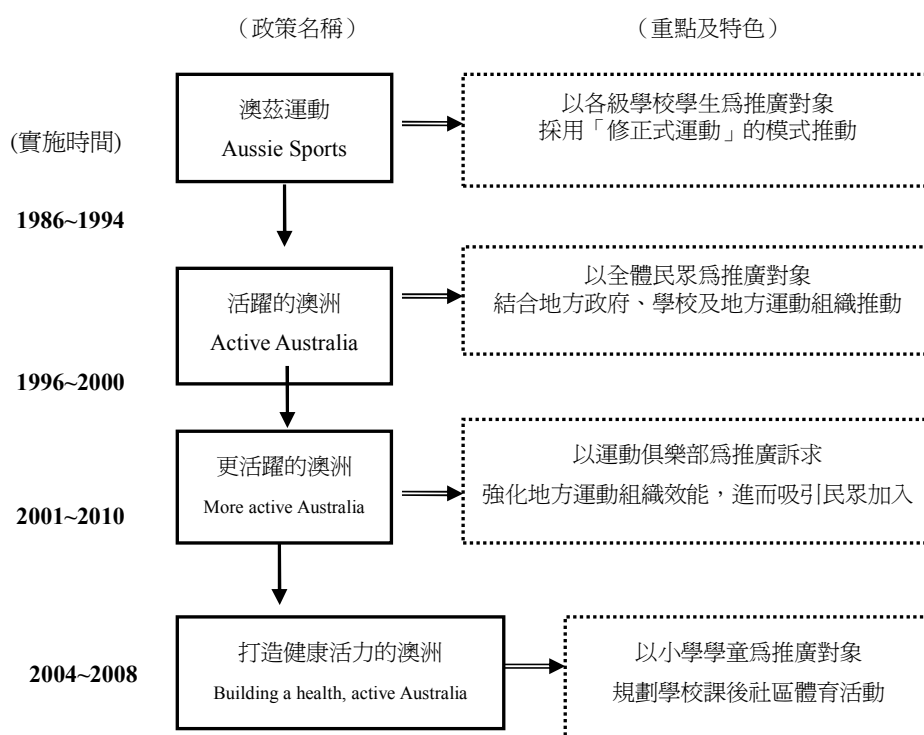 （政策名稱）
（重點及特色）
澳茲運動
Aussie Sports
以各級學校學生爲推廣對象
採用「修正式運動」的模式推動
(實施時間)
1986~1994
活躍的澳洲
Active Australia
以全體民眾爲推廣對象
結合地方政府、學校及地方運動組織推動
1996~2000
更活躍的澳洲
More active Australia
以運動俱樂部爲推廣訴求
強化地方運動組織效能，進而吸引民眾加入
2001~2010
打造健康活力的澳洲
Building a health, active Australia
以小學學童爲推廣對象
規劃學校課後社區體育活動
2004~2008